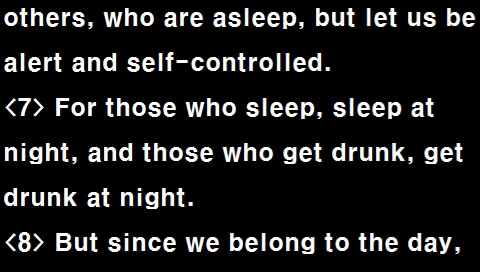 others, who are asleep, but let us be
alert and self-controlled.
<7> For those who sleep, sleep at
night, and those who get drunk, get
drunk at night.
<8> But since we belong to the day,